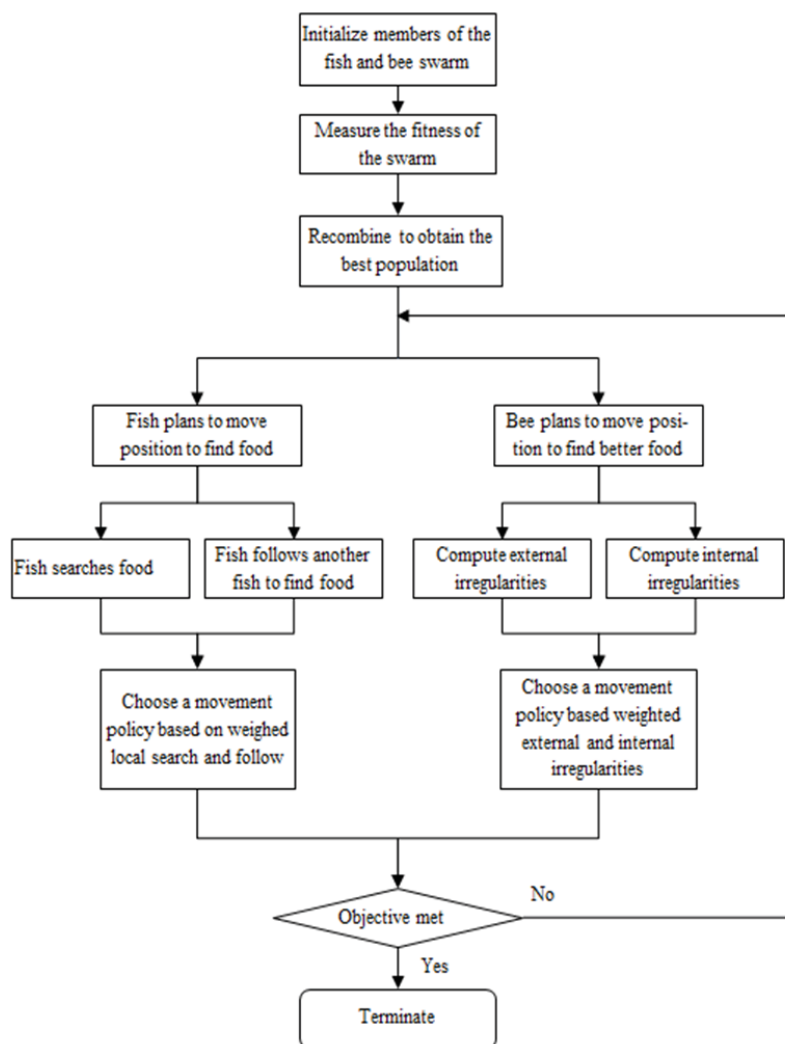 Initialize members of the
fish and bee swarm
Measure the fitness of
the swarm
Recombine to obtain the
best population
Fish plans to move
position to find food
Bee plans to move posi-
tion to find better food
Fish searches food
Fish follows another
fish to find food
Compute external
irregularities
Compute internal
irregularities
Choose a movement
policy based on weighed
local search and follow
Choose a movement
policy based weighted
external and internal
irregularities
Objective met
No
Yes
Terminate